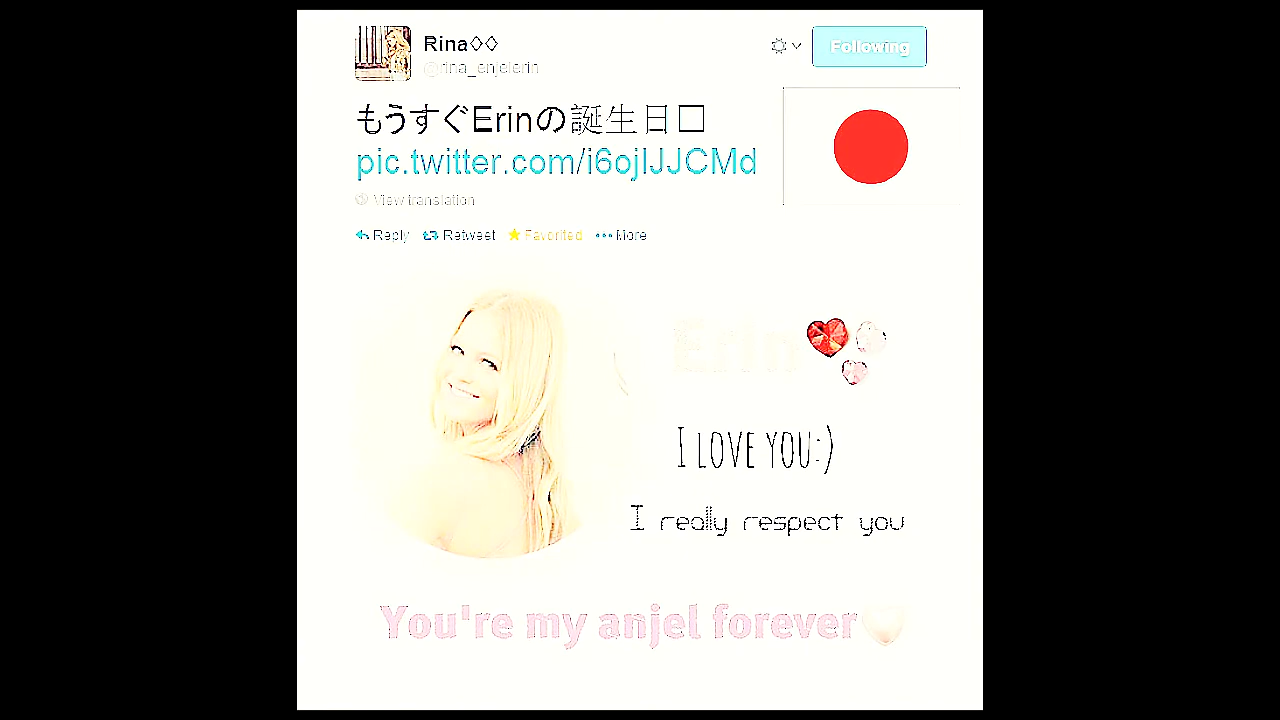 Rina◇◇
@rina_enjelerin
Following
もうすぐErinの誕生日□
pic.twitter.com/i6ojIJJCMd
View translation
Reply Retweet Favorited More
Erin
I LOVE YOU:)
I really respect you
You're my anjel forever